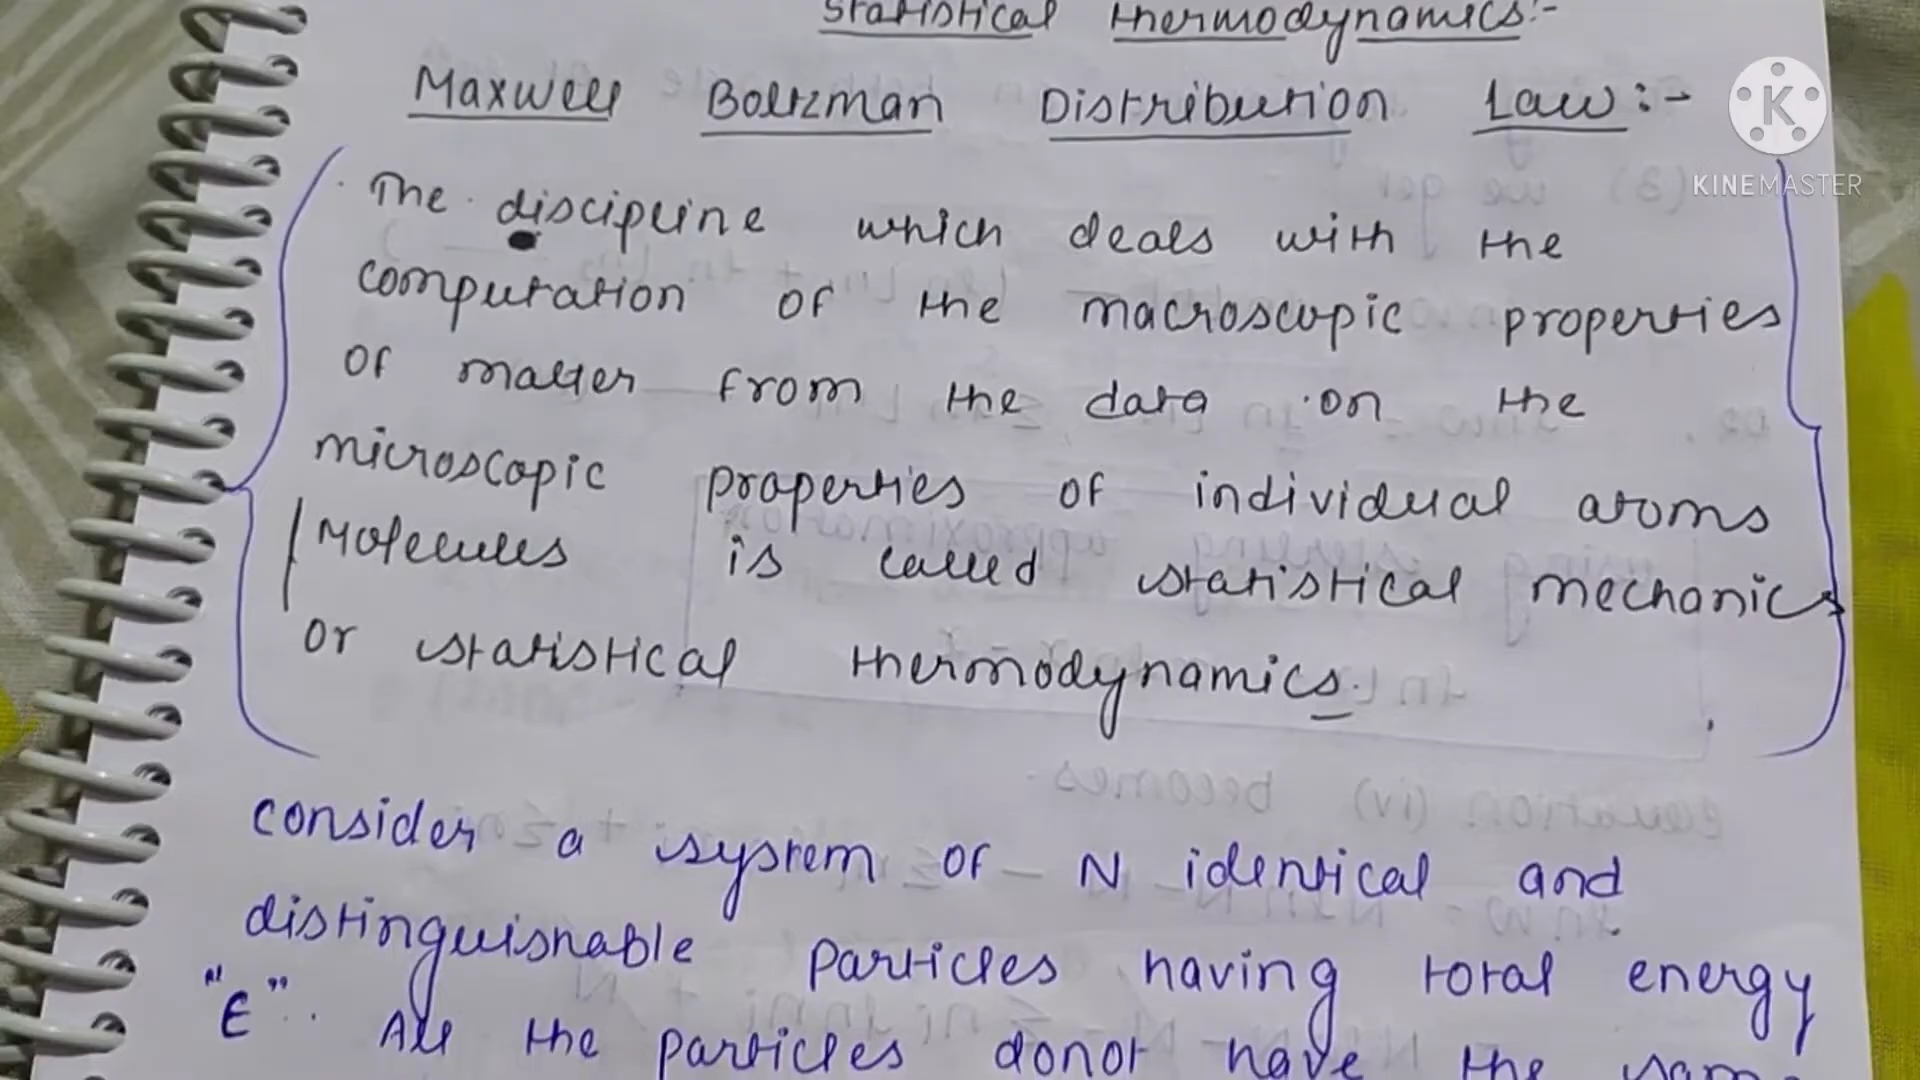 Statistical thermodynamics:-
Maxwell Boltzman Distribution Law:-
K
KINEMASTER
The discipline which deals with the
computation of the macroscopic properties
of matter from the data on the
microscopic properties of individual atoms
/Molecules is called statistical mechanics
or statistical thermodynamics.
consider a system of N identical and
distinguishable particles having total energy
"E". All the particles donot have the same